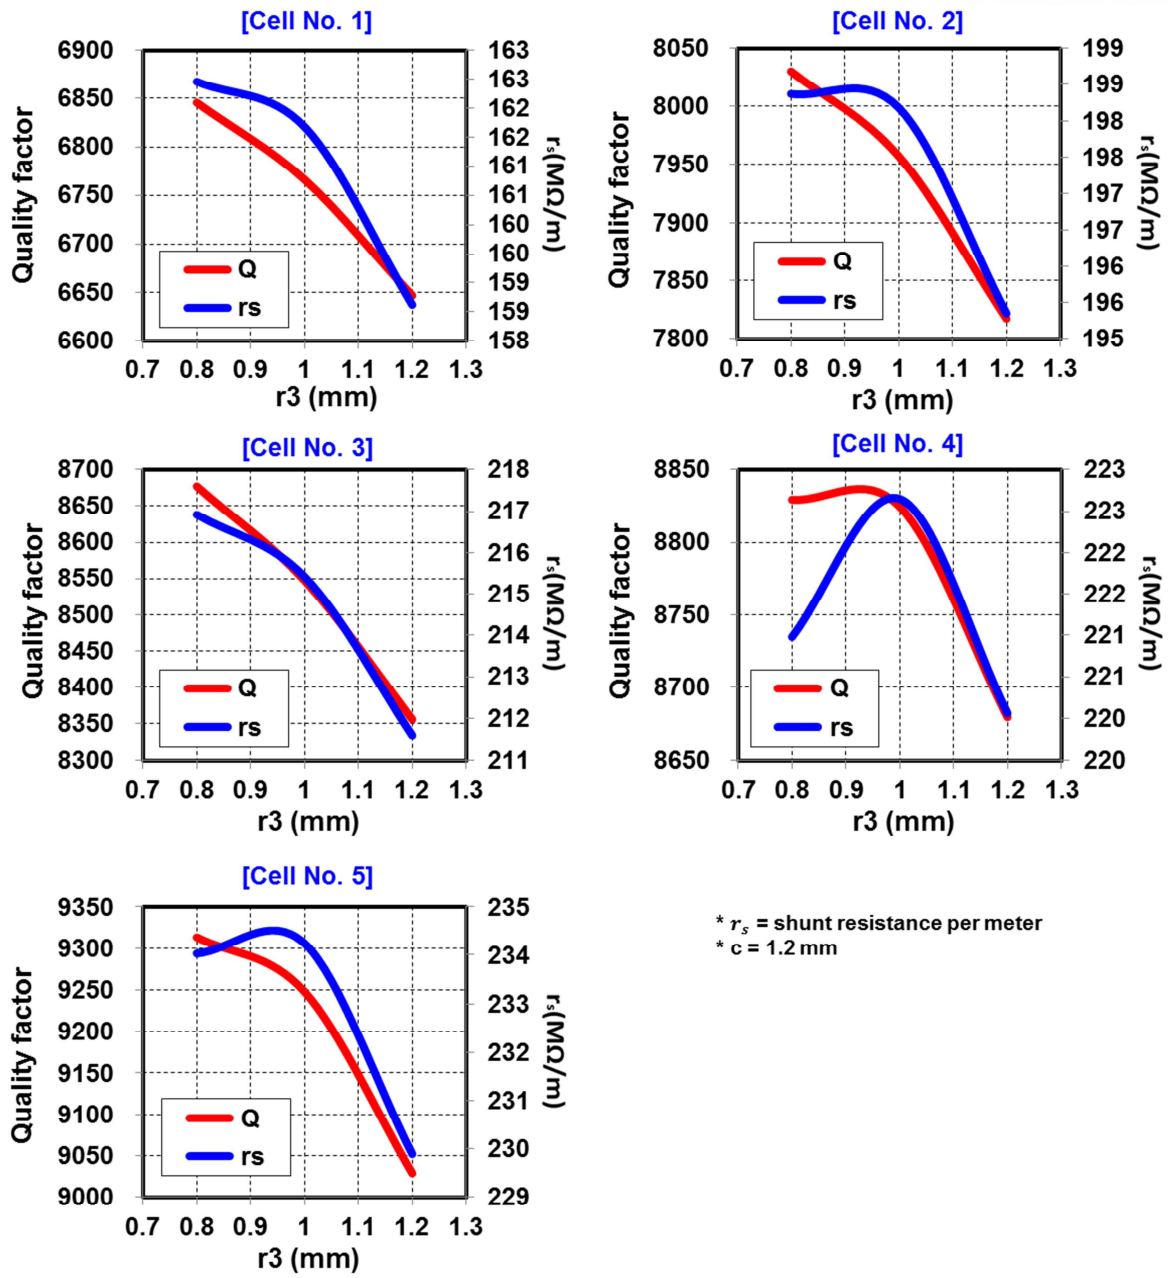 [Cell No. 1]
Quality factor
6900
6850
6800
6750
6700
6650
6600
163
163
162
162
161
161
160
160
159
159
158
rs(MΩ/m)
Q
rs
0.7 0.8 0.9 1 1.1 1.2 1.3
r3 (mm)
[Cell No. 2]
Quality factor
8050
8000
7950
7900
7850
7800
199
199
198
198
197
197
196
196
195
rs(MΩ/m)
Q
rs
0.7 0.8 0.9 1 1.1 1.2 1.3
r3 (mm)
[Cell No. 3]
Quality factor
8700
8650
8600
8550
8500
8450
8400
8350
8300
218
217
216
215
214
213
212
211
rs(MΩ/m)
Q
rs
0.7 0.8 0.9 1 1.1 1.2 1.3
r3 (mm)
[Cell No. 4]
Quality factor
8850
8800
8750
8700
8650
223
223
222
222
221
221
220
220
rs(MΩ/m)
Q
rs
0.7 0.8 0.9 1 1.1 1.2 1.3
r3 (mm)
[Cell No. 5]
Quality factor
9350
9300
9250
9200
9150
9100
9050
9000
235
234
233
232
231
230
229
rs(MΩ/m)
Q
rs
0.7 0.8 0.9 1 1.1 1.2 1.3
r3 (mm)
* rs = shunt resistance per meter
* c = 1.2 mm